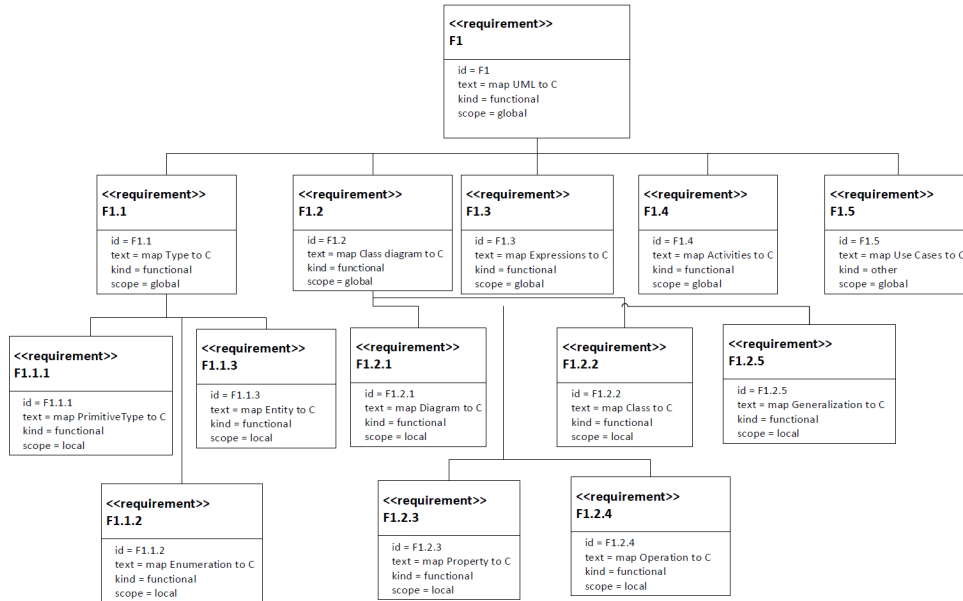 <<requirement>>
F1
id = F1
text = map UML to C
kind = functional
scope = global
<<requirement>>
F1.1
id = F1.1
text = map Type to C
kind = functional
scope = global
<<requirement>>
F1.2
id = F1.2
text = map Class diagram to C
kind = functional
scope = global
<<requirement>>
F1.3
id = F1.3
text = map Expressions to C
kind = functional
scope = global
<<requirement>>
F1.4
id = F1.4
text = map Activities to C
kind = functional
scope = global
<<requirement>>
F1.5
id = F1.5
text = map Use Cases to C
kind = other
scope = global
<<requirement>>
F1.1.1
id = F1.1.1
text = map PrimitiveType to C
kind = functional
scope = local
<<requirement>>
F1.1.3
id = F1.1.3
text = map Entity to C
kind = functional
scope = local
<<requirement>>
F1.2.1
id = F1.2.1
text = map Diagram to C
kind = functional
scope = local
<<requirement>>
F1.2.2
id = F1.2.2
text = map Class to C
kind = functional
scope = local
<<requirement>>
F1.2.5
id = F1.2.5
text = map Generalization to C
kind = functional
scope = local
<<requirement>>
F1.1.2
id = F1.1.2
text = map Enumeration to C
kind = functional
scope = local
<<requirement>>
F1.2.3
id = F1.2.3
text = map Property to C
kind = functional
scope = local
<<requirement>>
F1.2.4
id = F1.2.4
text = map Operation to C
kind = functional
scope = local